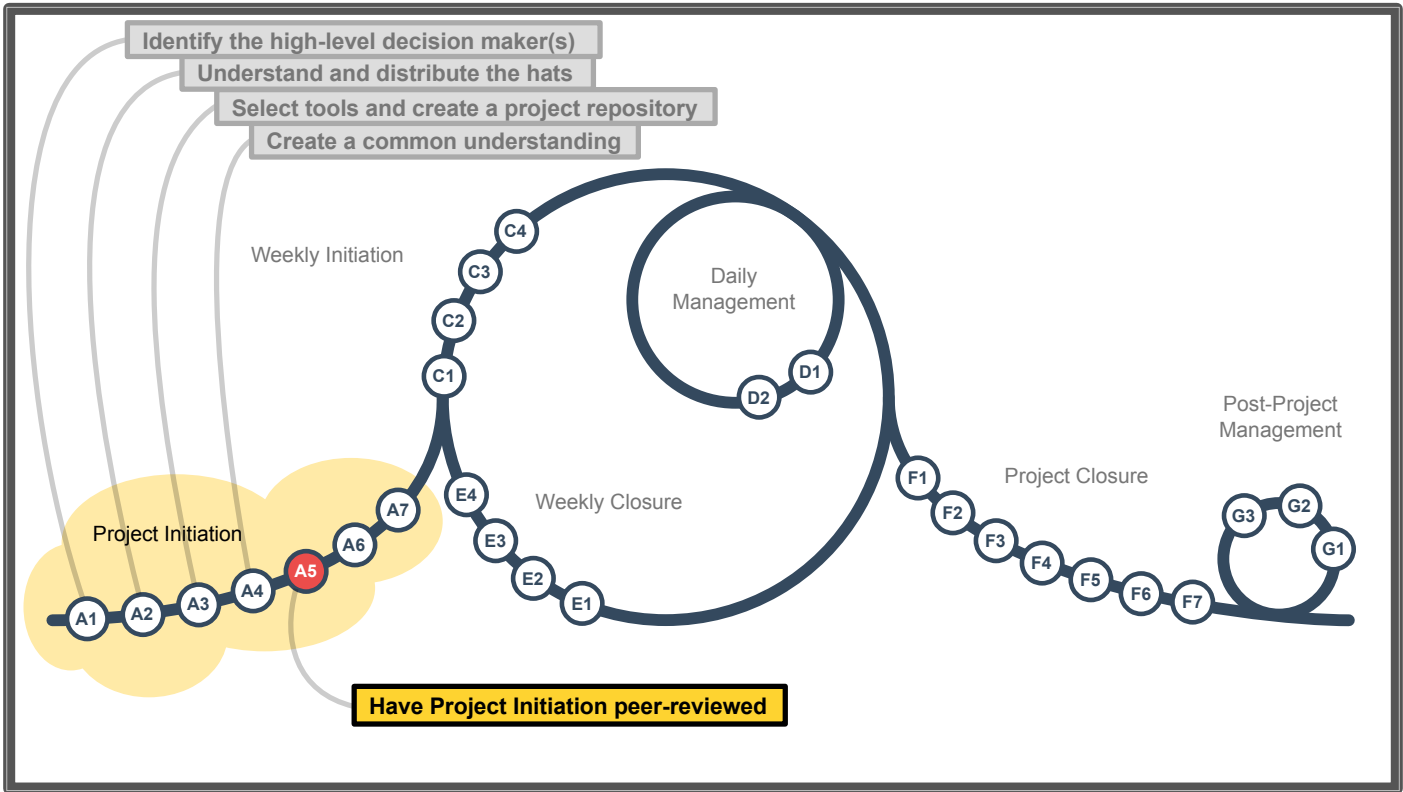 Identify the high-level decision maker(s)
Understand and distribute the hats
Select tools and create a project repository
Create a common understanding
Weekly Initiation
C4
C3
C2
C1
Daily
Management
D1
D2
Post-Project
Management
Project Initiation
A1
A2
A3
A4
A5
A6
A7
Weekly Closure
E4
E3
E2
E1
Project Closure
F1
F2
F3
F4
F5
F6
F7
G3
G2
G1
Have Project Initiation peer-reviewed